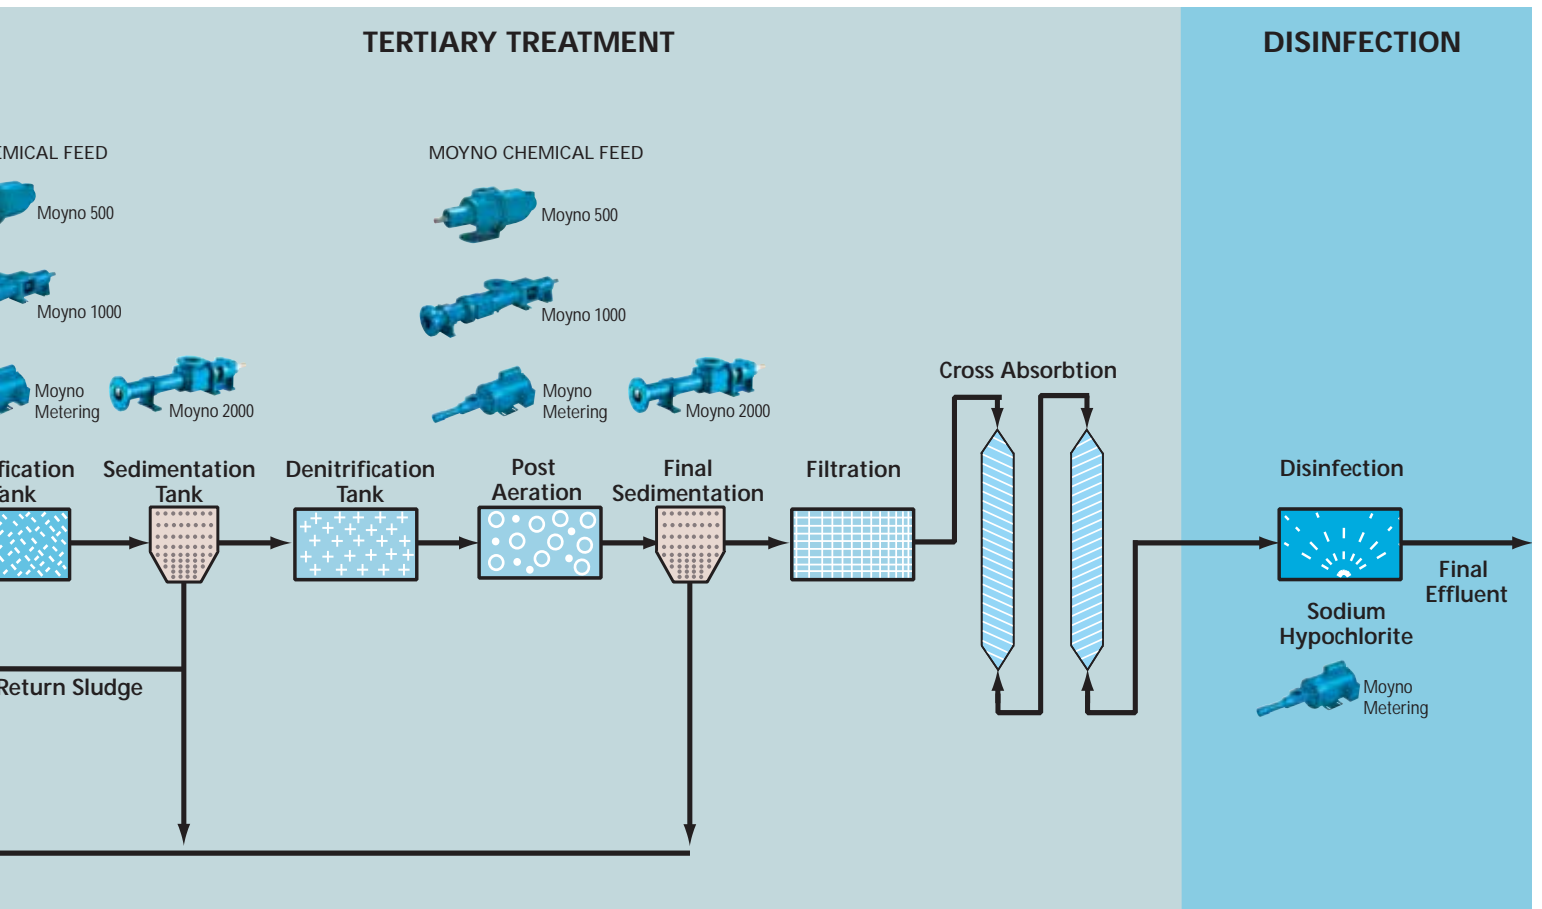 TERTIARY TREATMENT
DISINFECTION
EMICAL FEED
Moyno 500
Moyno 1000
Moyno
Metering
Moyno 2000
MOYNO CHEMICAL FEED
Moyno 500
Moyno 1000
Moyno
Metering
Moyno 2000
Cross Absorbtion
fication
Tank
Sedimentation
Tank
Denitrification
Tank
Post
Aeration
Final
Sedimentation
Filtration
Disinfection
Final
Effluent
Sodium
Hypochlorite
Moyno
Metering
Return Sludge